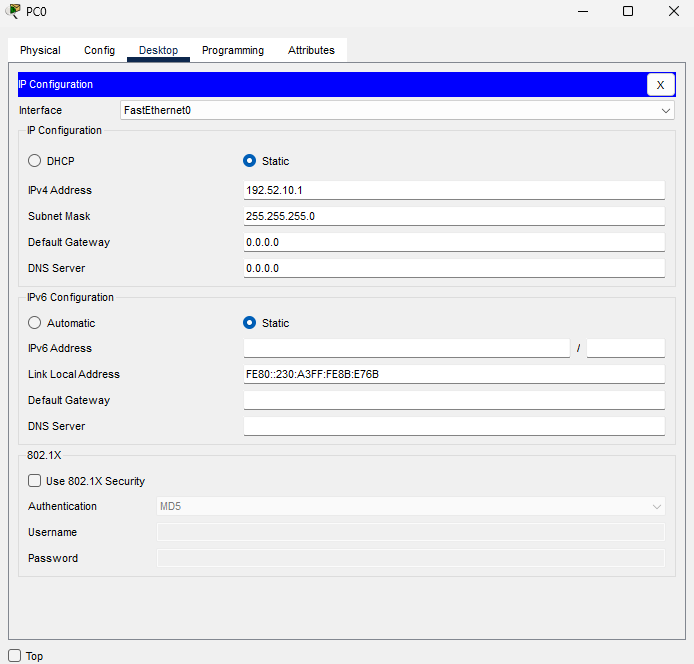 PC0
Physical Config Desktop Programming Attributes
IP Configuration X
Interface FastEthernet0
IP Configuration
DHCP Static
IPv4 Address 192.52.10.1
Subnet Mask 255.255.255.0
Default Gateway 0.0.0.0
DNS Server 0.0.0.0
IPv6 Configuration
Automatic Static
IPv6 Address /
Link Local Address FE80::230:A3FF:FE8B:E76B
Default Gateway
DNS Server
802.1X
Use 802.1X Security
Authentication MD5
Username
Password
Top